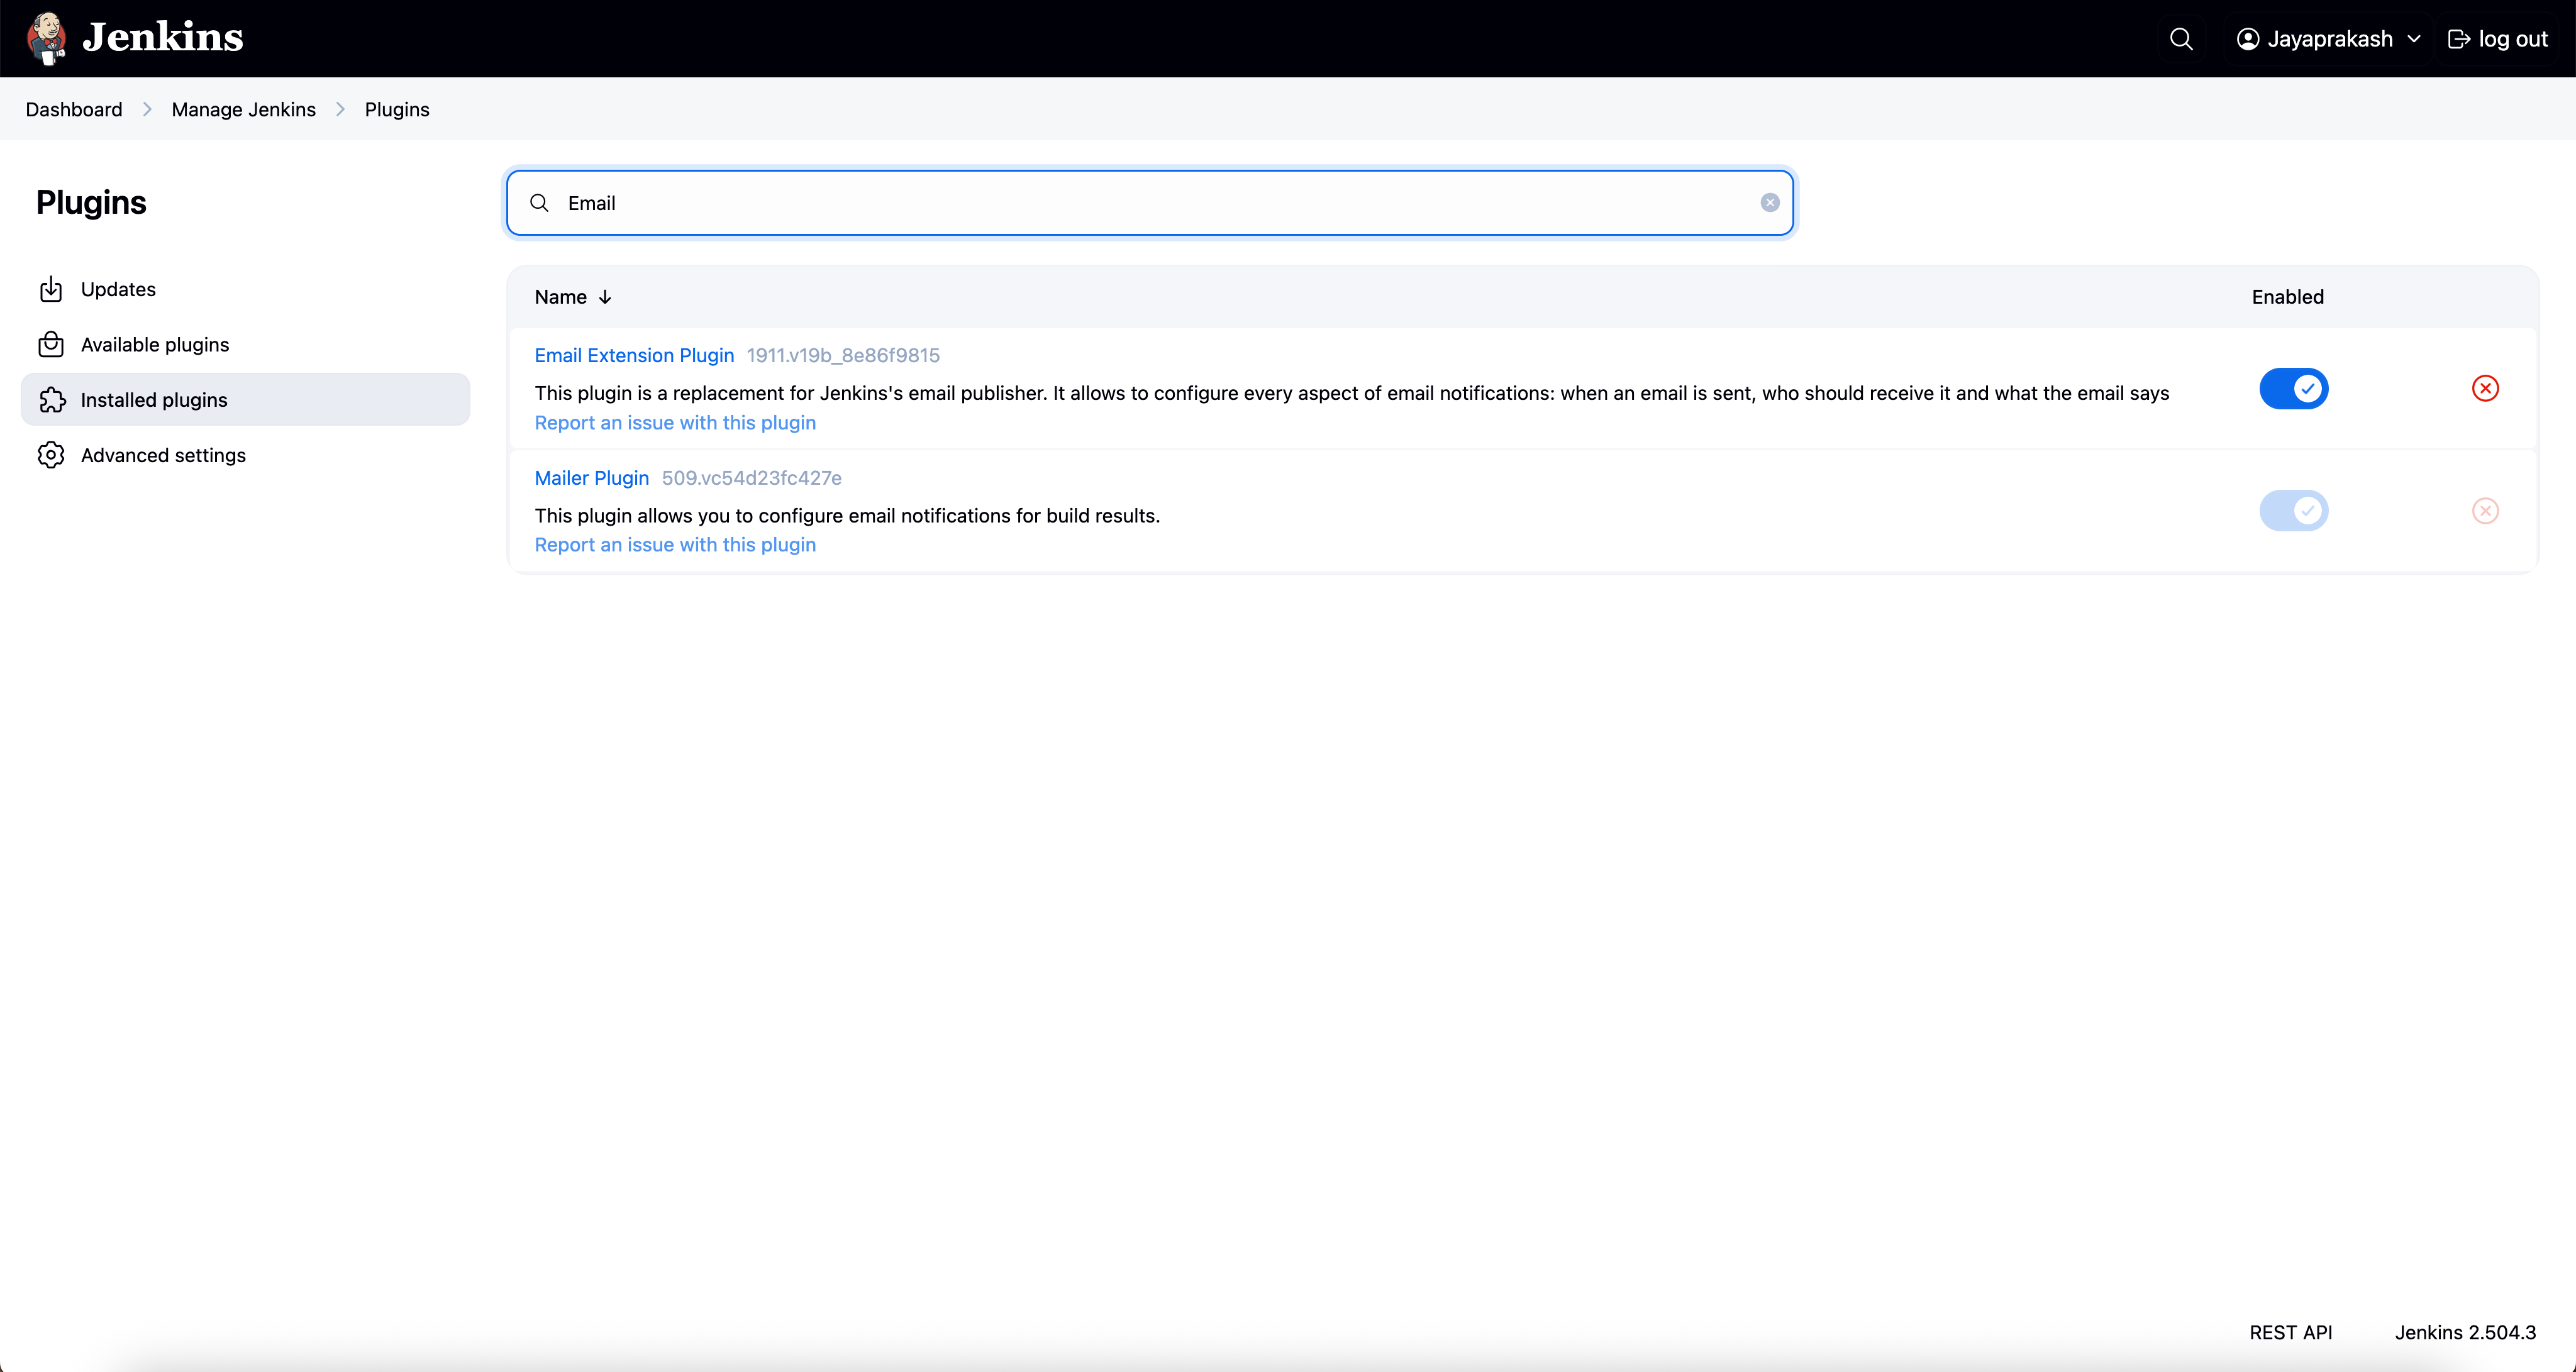 Jenkins
Jayaprakash
log out
Dashboard
Manage Jenkins
Plugins
Plugins
Email
Updates
Available plugins
Installed plugins
Advanced settings
Name
Enabled
Email Extension Plugin 1911.v19b_8e86f9815
This plugin is a replacement for Jenkins's email publisher. It allows to configure every aspect of email notifications: when an email is sent, who should receive it and what the email says
Report an issue with this plugin
Mailer Plugin 509.vc54d23fc427e
This plugin allows you to configure email notifications for build results.
Report an issue with this plugin
REST API
Jenkins 2.504.3